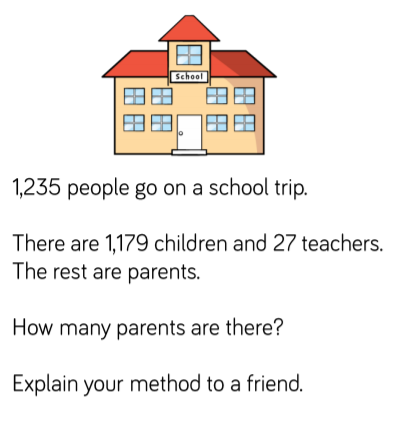 School
1,235 people go on a school trip.
There are 1,179 children and 27 teachers.
The rest are parents.
How many parents are there?
Explain your method to a friend.